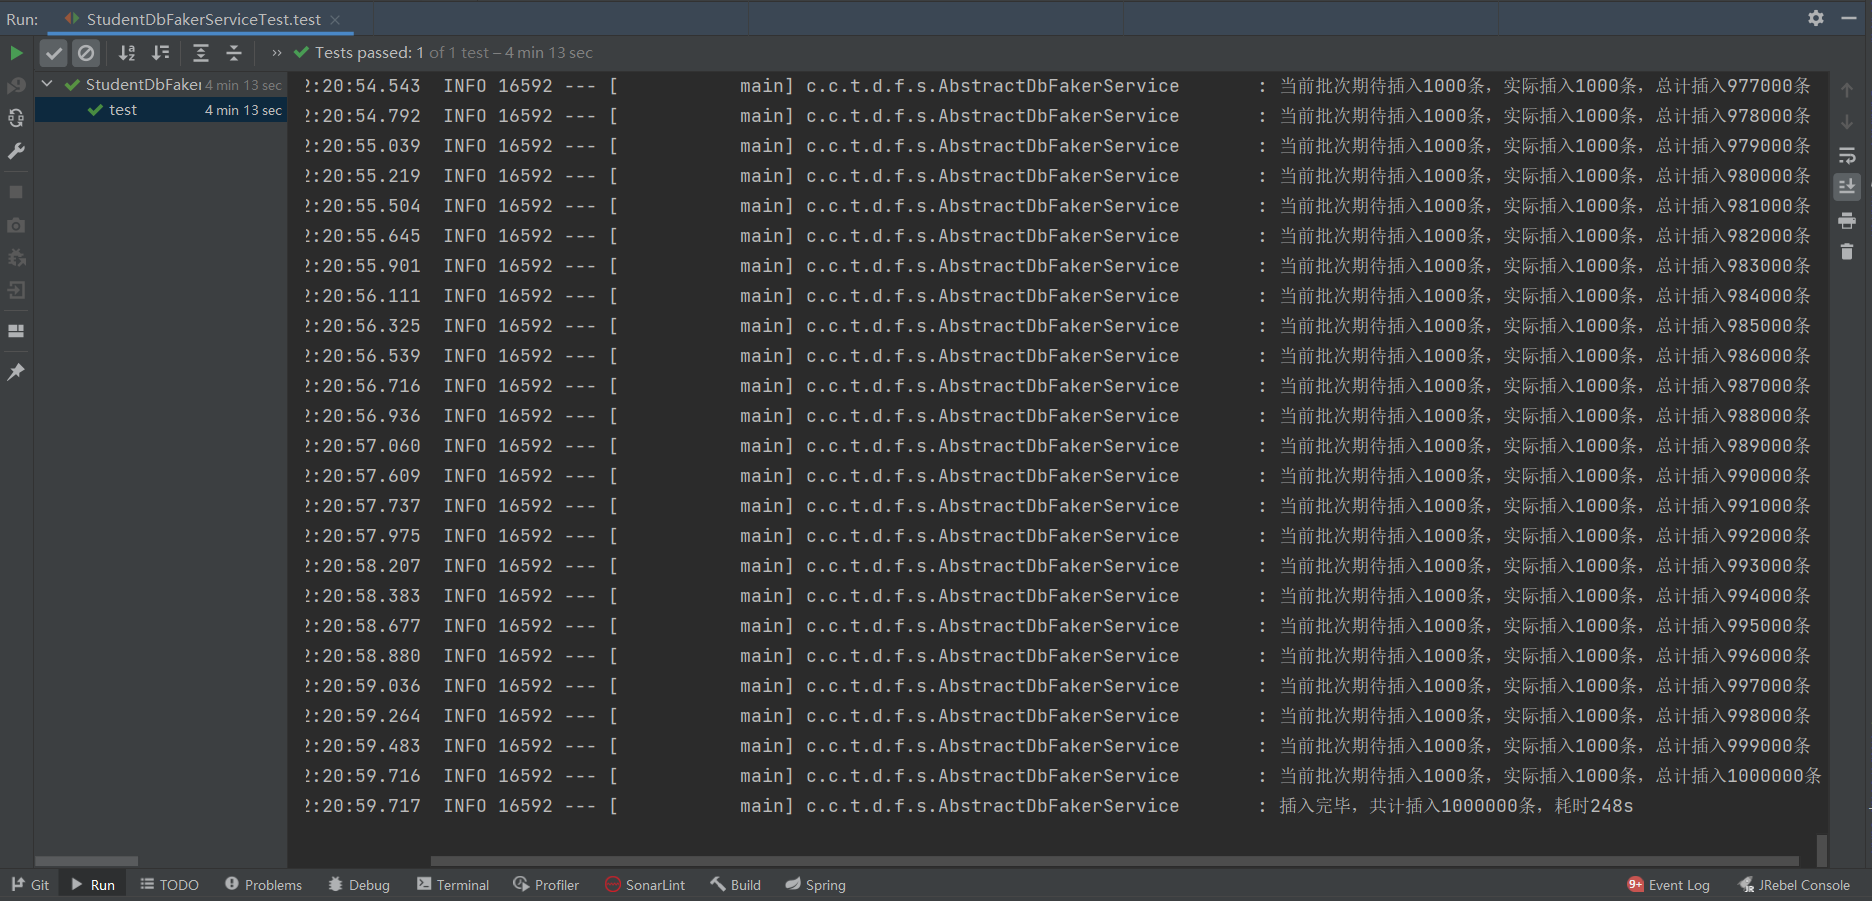 Run: StudentDbFakerServiceTest.test
Tests passed: 1 of 1 test – 4 min 13 sec
StudentDbFaker 4 min 13 sec
test 4 min 13 sec
2:20:54.543 INFO 16592 --- [ main] c.c.t.d.f.s.AbstractDbFakerService : 当前批次期待插入1000条，实际插入1000条，总计插入977000条
2:20:54.792 INFO 16592 --- [ main] c.c.t.d.f.s.AbstractDbFakerService : 当前批次期待插入1000条，实际插入1000条，总计插入978000条
2:20:55.039 INFO 16592 --- [ main] c.c.t.d.f.s.AbstractDbFakerService : 当前批次期待插入1000条，实际插入1000条，总计插入979000条
2:20:55.219 INFO 16592 --- [ main] c.c.t.d.f.s.AbstractDbFakerService : 当前批次期待插入1000条，实际插入1000条，总计插入980000条
2:20:55.504 INFO 16592 --- [ main] c.c.t.d.f.s.AbstractDbFakerService : 当前批次期待插入1000条，实际插入1000条，总计插入981000条
2:20:55.645 INFO 16592 --- [ main] c.c.t.d.f.s.AbstractDbFakerService : 当前批次期待插入1000条，实际插入1000条，总计插入982000条
2:20:55.901 INFO 16592 --- [ main] c.c.t.d.f.s.AbstractDbFakerService : 当前批次期待插入1000条，实际插入1000条，总计插入983000条
2:20:56.111 INFO 16592 --- [ main] c.c.t.d.f.s.AbstractDbFakerService : 当前批次期待插入1000条，实际插入1000条，总计插入984000条
2:20:56.325 INFO 16592 --- [ main] c.c.t.d.f.s.AbstractDbFakerService : 当前批次期待插入1000条，实际插入1000条，总计插入985000条
2:20:56.539 INFO 16592 --- [ main] c.c.t.d.f.s.AbstractDbFakerService : 当前批次期待插入1000条，实际插入1000条，总计插入986000条
2:20:56.716 INFO 16592 --- [ main] c.c.t.d.f.s.AbstractDbFakerService : 当前批次期待插入1000条，实际插入1000条，总计插入987000条
2:20:56.936 INFO 16592 --- [ main] c.c.t.d.f.s.AbstractDbFakerService : 当前批次期待插入1000条，实际插入1000条，总计插入988000条
2:20:57.060 INFO 16592 --- [ main] c.c.t.d.f.s.AbstractDbFakerService : 当前批次期待插入1000条，实际插入1000条，总计插入989000条
2:20:57.609 INFO 16592 --- [ main] c.c.t.d.f.s.AbstractDbFakerService : 当前批次期待插入1000条，实际插入1000条，总计插入990000条
2:20:57.737 INFO 16592 --- [ main] c.c.t.d.f.s.AbstractDbFakerService : 当前批次期待插入1000条，实际插入1000条，总计插入991000条
2:20:57.975 INFO 16592 --- [ main] c.c.t.d.f.s.AbstractDbFakerService : 当前批次期待插入1000条，实际插入1000条，总计插入992000条
2:20:58.207 INFO 16592 --- [ main] c.c.t.d.f.s.AbstractDbFakerService : 当前批次期待插入1000条，实际插入1000条，总计插入993000条
2:20:58.383 INFO 16592 --- [ main] c.c.t.d.f.s.AbstractDbFakerService : 当前批次期待插入1000条，实际插入1000条，总计插入994000条
2:20:58.677 INFO 16592 --- [ main] c.c.t.d.f.s.AbstractDbFakerService : 当前批次期待插入1000条，实际插入1000条，总计插入995000条
2:20:58.880 INFO 16592 --- [ main] c.c.t.d.f.s.AbstractDbFakerService : 当前批次期待插入1000条，实际插入1000条，总计插入996000条
2:20:59.036 INFO 16592 --- [ main] c.c.t.d.f.s.AbstractDbFakerService : 当前批次期待插入1000条，实际插入1000条，总计插入997000条
2:20:59.264 INFO 16592 --- [ main] c.c.t.d.f.s.AbstractDbFakerService : 当前批次期待插入1000条，实际插入1000条，总计插入998000条
2:20:59.483 INFO 16592 --- [ main] c.c.t.d.f.s.AbstractDbFakerService : 当前批次期待插入1000条，实际插入1000条，总计插入999000条
2:20:59.716 INFO 16592 --- [ main] c.c.t.d.f.s.AbstractDbFakerService : 当前批次期待插入1000条，实际插入1000条，总计插入1000000条
2:20:59.717 INFO 16592 --- [ main] c.c.t.d.f.s.AbstractDbFakerService : 插入完毕，共计插入1000000条，耗时248s
Git Run TODO Problems Debug Terminal Profiler SonarLint Build Spring 9+ Event Log JRebel Console